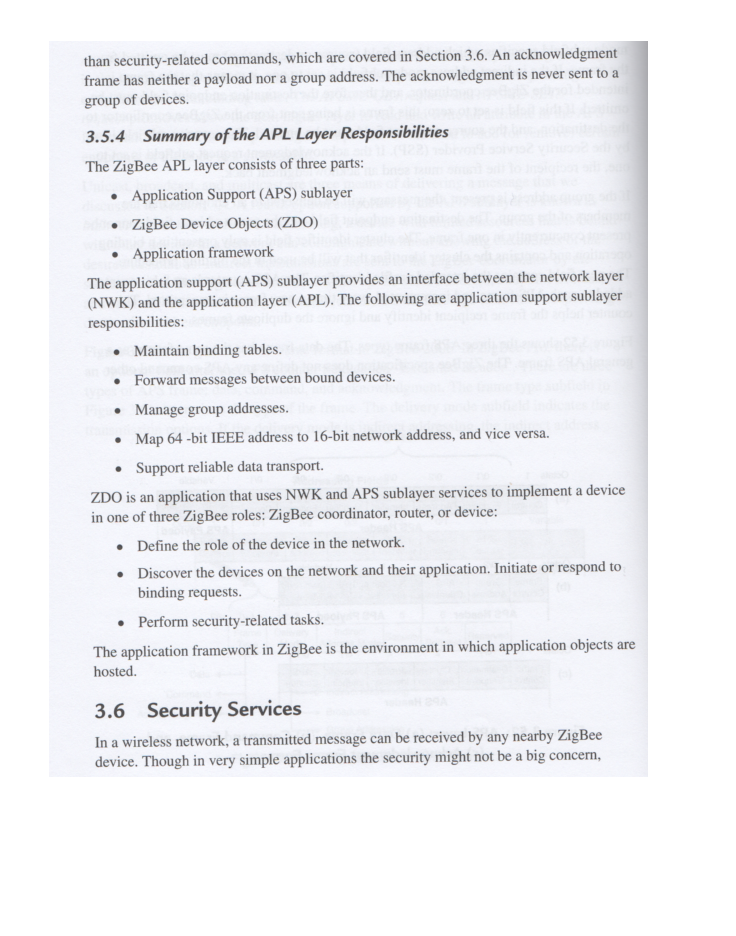 than security-related commands, which are covered in Section 3.6. An acknowledgment
frame has neither a payload nor a group address. The acknowledgment is never sent to a
group of devices.
3.5.4 Summary of the APL Layer Responsibilities
The ZigBee APL layer consists of three parts:
• Application Support (APS) sublayer
• ZigBee Device Objects (ZDO)
• Application framework
The application support (APS) sublayer provides an interface between the network layer
(NWK) and the application layer (APL). The following are application support sublayer
responsibilities:
• Maintain binding tables.
• Forward messages between bound devices.
• Manage group addresses.
• Map 64 -bit IEEE address to 16-bit network address, and vice versa.
• Support reliable data transport.
ZDO is an application that uses NWK and APS sublayer services to implement a device
in one of three ZigBee roles: ZigBee coordinator, router, or device:
• Define the role of the device in the network.
• Discover the devices on the network and their application. Initiate or respond to
binding requests.
• Perform security-related tasks.
The application framework in ZigBee is the environment in which application objects are
hosted.
3.6 Security Services
In a wireless network, a transmitted message can be received by any nearby ZigBee
device. Though in very simple applications the security might not be a big concern,